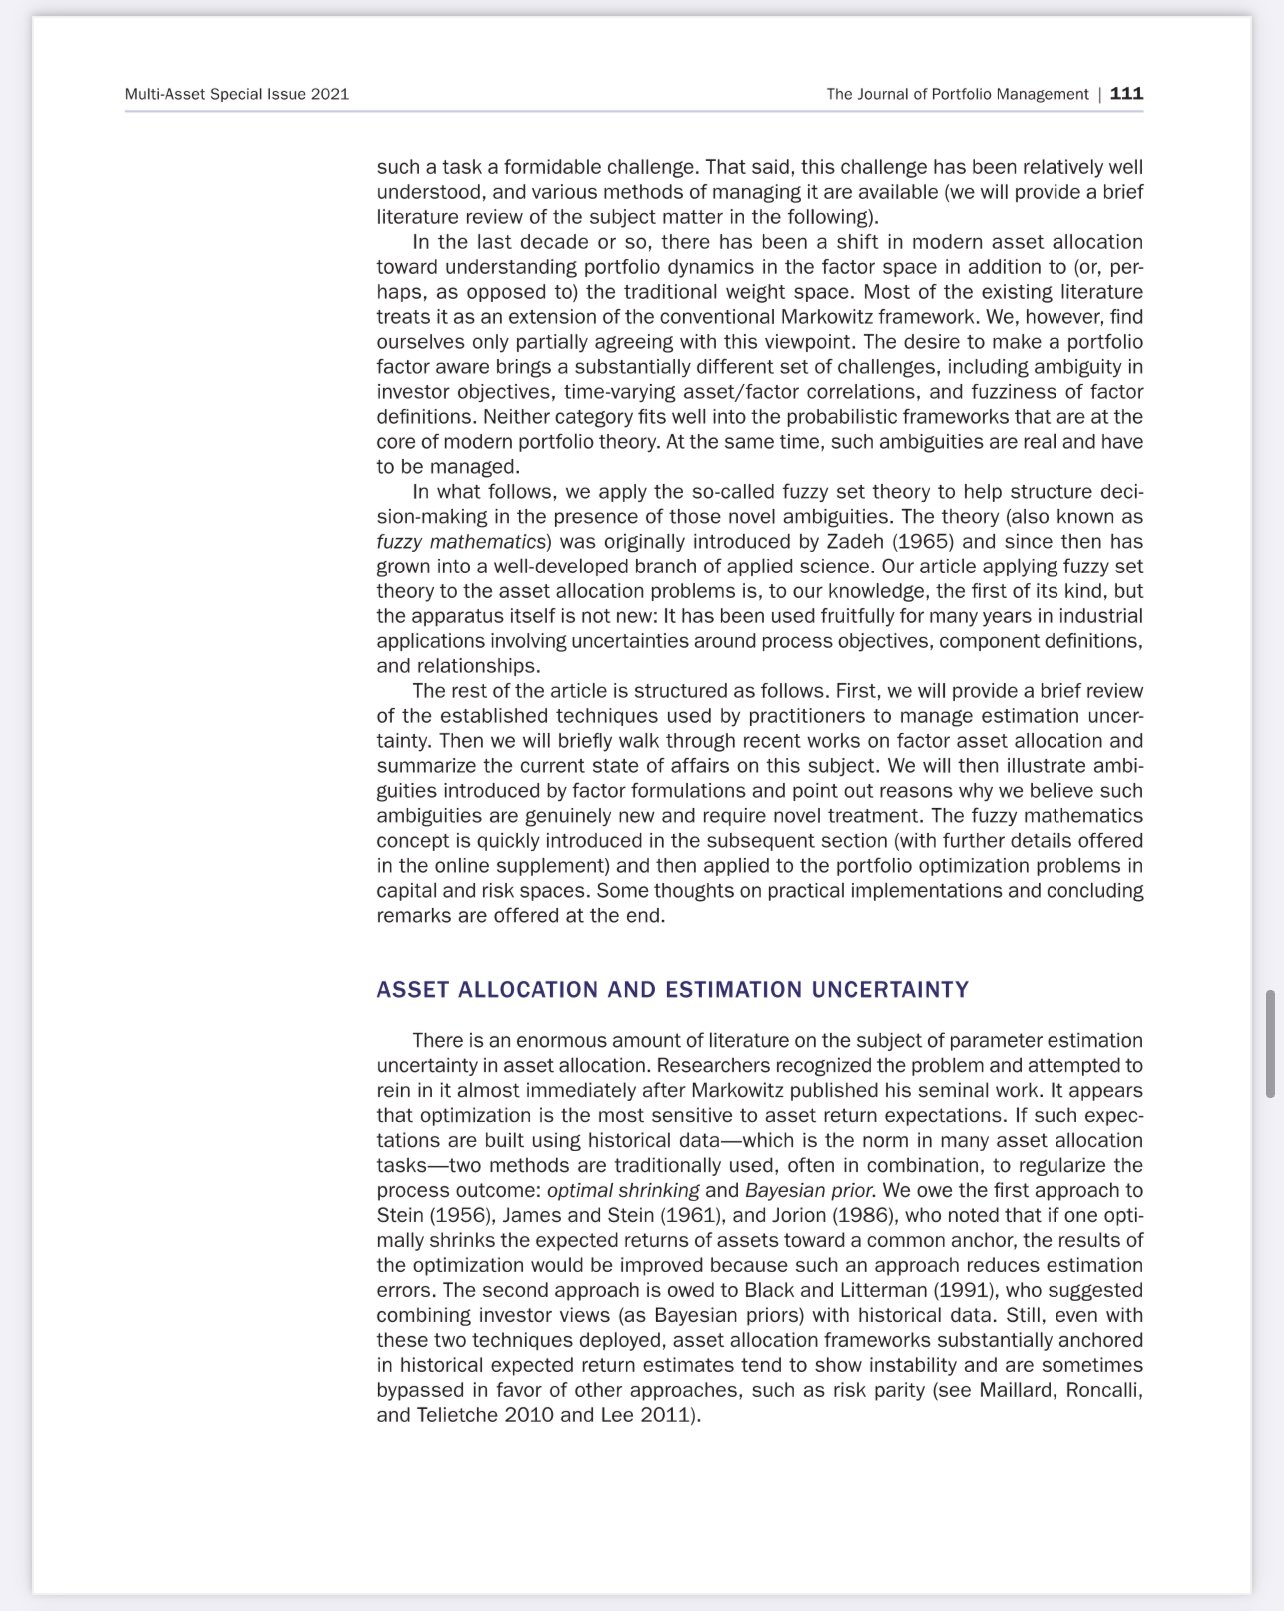 Multi-Asset Special Issue 2021
The Journal of Portfolio Management | 111
such a task a formidable challenge. That said, this challenge has been relatively well
understood, and various methods of managing it are available (we will provide a brief
literature review of the subject matter in the following).
In the last decade or so, there has been a shift in modern asset allocation
toward understanding portfolio dynamics in the factor space in addition to (or, per-
haps, as opposed to) the traditional weight space. Most of the existing literature
treats it as an extension of the conventional Markowitz framework. We, however, find
ourselves only partially agreeing with this viewpoint. The desire to make a portfolio
factor aware brings a substantially different set of challenges, including ambiguity in
investor objectives, time-varying asset/factor correlations, and fuzziness of factor
definitions. Neither category fits well into the probabilistic frameworks that are at the
core of modern portfolio theory. At the same time, such ambiguities are real and have
to be managed.
In what follows, we apply the so-called fuzzy set theory to help structure deci-
sion-making in the presence of those novel ambiguities. The theory (also known as
fuzzy mathematics) was originally introduced by Zadeh (1965) and since then has
grown into a well-developed branch of applied science. Our article applying fuzzy set
theory to the asset allocation problems is, to our knowledge, the first of its kind, but
the apparatus itself is not new: It has been used fruitfully for many years in industrial
applications involving uncertainties around process objectives, component definitions,
and relationships.
The rest of the article is structured as follows. First, we will provide a brief review
of the established techniques used by practitioners to manage estimation uncer-
tainty. Then we will briefly walk through recent works on factor asset allocation and
summarize the current state of affairs on this subject. We will then illustrate ambi-
guities introduced by factor formulations and point out reasons why we believe such
ambiguities are genuinely new and require novel treatment. The fuzzy mathematics
concept is quickly introduced in the subsequent section (with further details offered
in the online supplement) and then applied to the portfolio optimization problems in
capital and risk spaces. Some thoughts on practical implementations and concluding
remarks are offered at the end.
ASSET ALLOCATION AND ESTIMATION UNCERTAINTY
There is an enormous amount of literature on the subject of parameter estimation
uncertainty in asset allocation. Researchers recognized the problem and attempted to
rein in it almost immediately after Markowitz published his seminal work. It appears
that optimization is the most sensitive to asset return expectations. If such expec-
tations are built using historical data—which is the norm in many asset allocation
tasks—two methods are traditionally used, often in combination, to regularize the
process outcome: optimal shrinking and Bayesian prior. We owe the first approach to
Stein (1956), James and Stein (1961), and Jorion (1986), who noted that if one opti-
mally shrinks the expected returns of assets toward a common anchor, the results of
the optimization would be improved because such an approach reduces estimation
errors. The second approach is owed to Black and Litterman (1991), who suggested
combining investor views (as Bayesian priors) with historical data. Still, even with
these two techniques deployed, asset allocation frameworks substantially anchored
in historical expected return estimates tend to show instability and are sometimes
bypassed in favor of other approaches, such as risk parity (see Maillard, Roncalli,
and Telietche 2010 and Lee 2011).